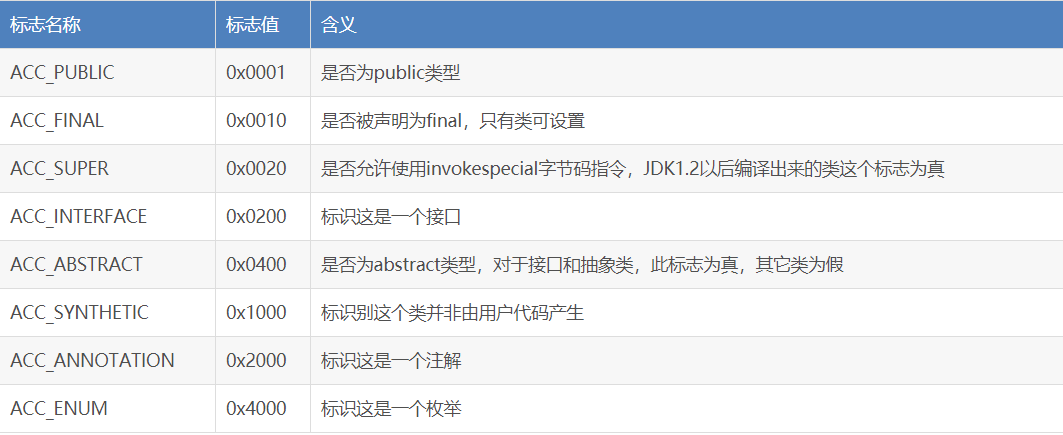 标志名称 标志值 含义
ACC_PUBLIC 0x0001 是否为public类型
ACC_FINAL 0x0010 是否被声明为final，只有类可设置
ACC_SUPER 0x0020 是否允许使用invokespecial字节码指令，JDK1.2以后编译出来的类这个标志为真
ACC_INTERFACE 0x0200 标识这是一个接口
ACC_ABSTRACT 0x0400 是否为abstract类型，对于接口和抽象类，此标志为真，其它类为假
ACC_SYNTHETIC 0x1000 标识别这个类并非由用户代码产生
ACC_ANNOTATION 0x2000 标识这是一个注解
ACC_ENUM 0x4000 标识这是一个枚举